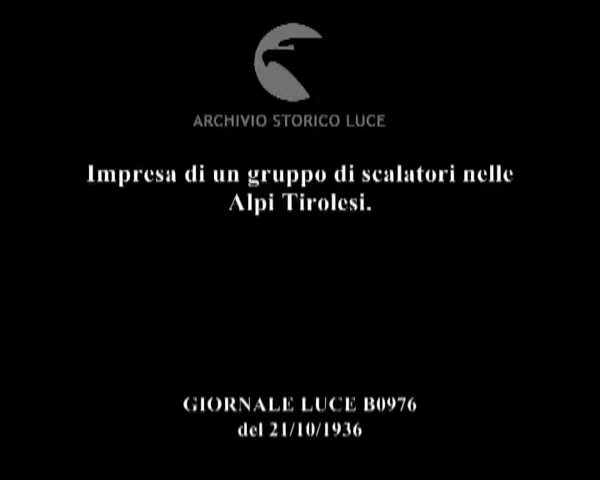 ARCHIVIO STORICO LUCE
Impresa di un gruppo di scalatori nelle
Alpi Tirolesi.
GIORNALE LUCE B0976
del 21/10/1936